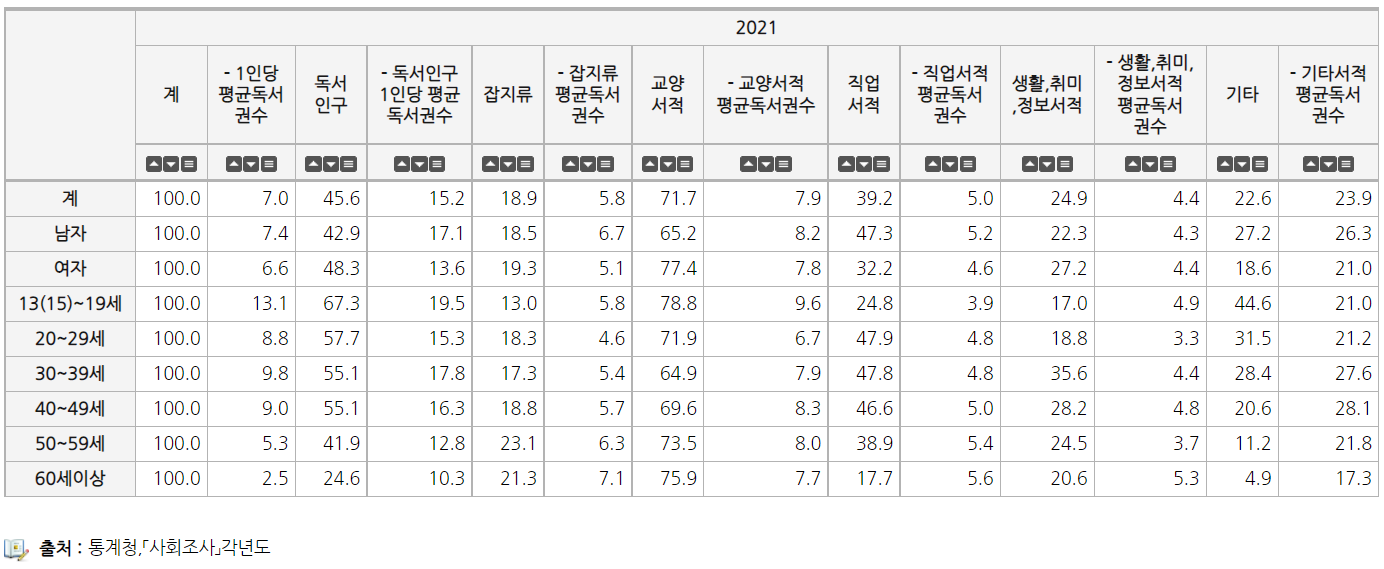 2021
계 - 1인당 평균독서 권수 독서 인구 - 독서인구 1인당 평균 독서권수 잡지류 - 잡지류 평균독서 권수 교양 서적 - 교양서적 평균독서권수 직업 서적 - 직업서적 평균독서 권수 생활,취미 ,정보서적 - 생활,취미, 정보서적 평균독서 권수 기타 - 기타서적 평균독서 권수
계 100.0 7.0 45.6 15.2 18.9 5.8 71.7 7.9 39.2 5.0 24.9 4.4 22.6 23.9
남자 100.0 7.4 42.9 17.1 18.5 6.7 65.2 8.2 47.3 5.2 22.3 4.3 27.2 26.3
여자 100.0 6.6 48.3 13.6 19.3 5.1 77.4 7.8 32.2 4.6 27.2 4.4 18.6 21.0
13(15)~19세 100.0 13.1 67.3 19.5 13.0 5.8 78.8 9.6 24.8 3.9 17.0 4.9 44.6 21.0
20~29세 100.0 8.8 57.7 15.3 18.3 4.6 71.9 6.7 47.9 4.8 18.8 3.3 31.5 21.2
30~39세 100.0 9.8 55.1 17.8 17.3 5.4 64.9 7.9 47.8 4.8 35.6 4.4 28.4 27.6
40~49세 100.0 9.0 55.1 16.3 18.8 5.7 69.6 8.3 46.6 5.0 28.2 4.8 20.6 28.1
50~59세 100.0 5.3 41.9 12.8 23.1 6.3 73.5 8.0 38.9 5.4 24.5 3.7 11.2 21.8
60세이상 100.0 2.5 24.6 10.3 21.3 7.1 75.9 7.7 17.7 5.6 20.6 5.3 4.9 17.3
출처 : 통계청,「사회조사」각년도